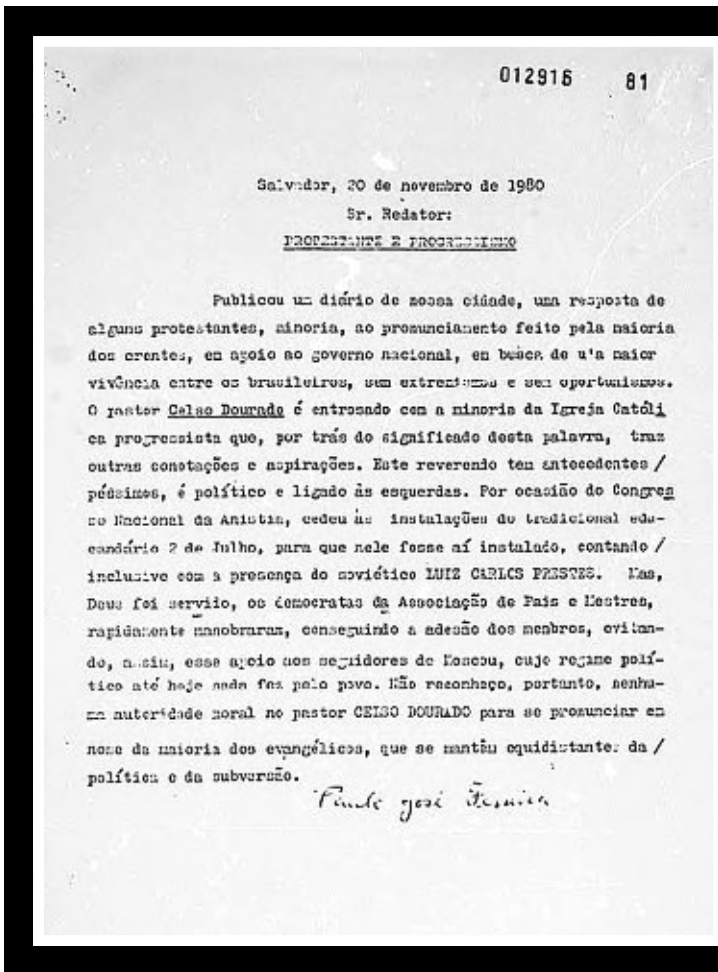 012916 81
Salvador, 20 de novembro de 1980
Sr. Redator:
PROTESTANTE E PROGRESSISMO
Publicou um diário de nossa cidade, uma resposta de
alguns protestantes, minoria, ao pronunciamento feito pela maioria
dos crentes, em apoio ao governo nacional, em busca de u'a maior
vivência entre os brasileiros, sem extremismos e sem oportunismos.
O pastor Celso Dourado é entrosado com a minoria da Igreja Católi
ca progressista que, por trás do significado desta palavra, traz
outras conotações e aspirações. Este reverendo tem antecedentes /
péssimos, é político e ligado às esquerdas. Por ocasião do Congres
so Nacional da Anistia, cedeu as instalações do tradicional edu-
candário 2 de Julho, para que nele fosse aí instalado, contando /
inclusive com a presença do soviético LUIZ CARLOS PRESTES. Mas,
Deus foi servido, os democratas da Associação de Pais e Mestres,
rapidamente manobraram, conseguindo a adesão dos membros, evitan-
do, assim, esse apoio aos seguidores de Moscou, cujo regime polí-
tico até hoje nada fez pelo povo. Não reconheço, portanto, nenhu-
ma autoridade moral no pastor CELSO DOURADO para se pronunciar em
nome da maioria dos evangélicos, que se mantêm equidistantes da /
política e da subversão.
José